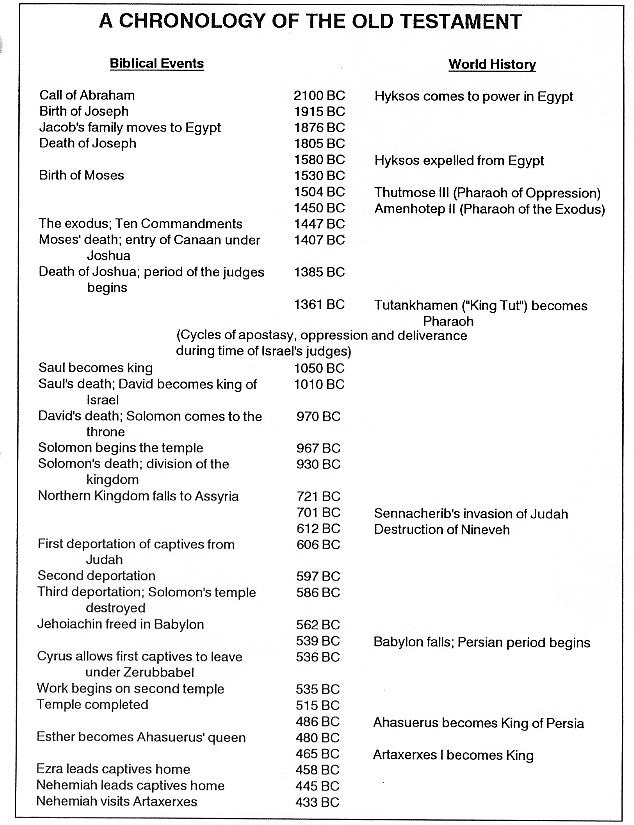 A CHRONOLOGY OF THE OLD TESTAMENT
Biblical Events World History
Call of Abraham 2100 BC Hyksos comes to power in Egypt
Birth of Joseph 1915 BC
Jacob's family moves to Egypt 1876 BC
Death of Joseph 1805 BC
1580 BC Hyksos expelled from Egypt
Birth of Moses 1530 BC
1504 BC Thutmose III (Pharaoh of Oppression)
1450 BC Amenhotep II (Pharaoh of the Exodus)
The exodus; Ten Commandments 1447 BC
Moses' death; entry of Canaan under 1407 BC
Joshua
Death of Joshua; period of the judges 1385 BC
begins
1361 BC Tutankhamen ("King Tut") becomes
Pharaoh
(Cycles of apostasy, oppression and deliverance
during time of Israel's judges)
Saul becomes king 1050 BC
Saul's death; David becomes king of 1010 BC
Israel
David's death; Solomon comes to the 970 BC
throne
Solomon begins the temple 967 BC
Solomon's death; division of the 930 BC
kingdom
Northern Kingdom falls to Assyria 721 BC
701 BC Sennacherib's invasion of Judah
612 BC Destruction of Nineveh
First deportation of captives from 606 BC
Judah
Second deportation 597 BC
Third deportation; Solomon's temple 586 BC
destroyed
Jehoiachin freed in Babylon 562 BC
539 BC Babylon falls; Persian period begins
Cyrus allows first captives to leave 536 BC
under Zerubbabel
Work begins on second temple 535 BC
Temple completed 515 BC
486 BC Ahasuerus becomes King of Persia
Esther becomes Ahasuerus' queen 480 BC
465 BC Artaxerxes I becomes King
Ezra leads captives home 458 BC
Nehemiah leads captives home 445 BC
Nehemiah visits Artaxerxes 433 BC